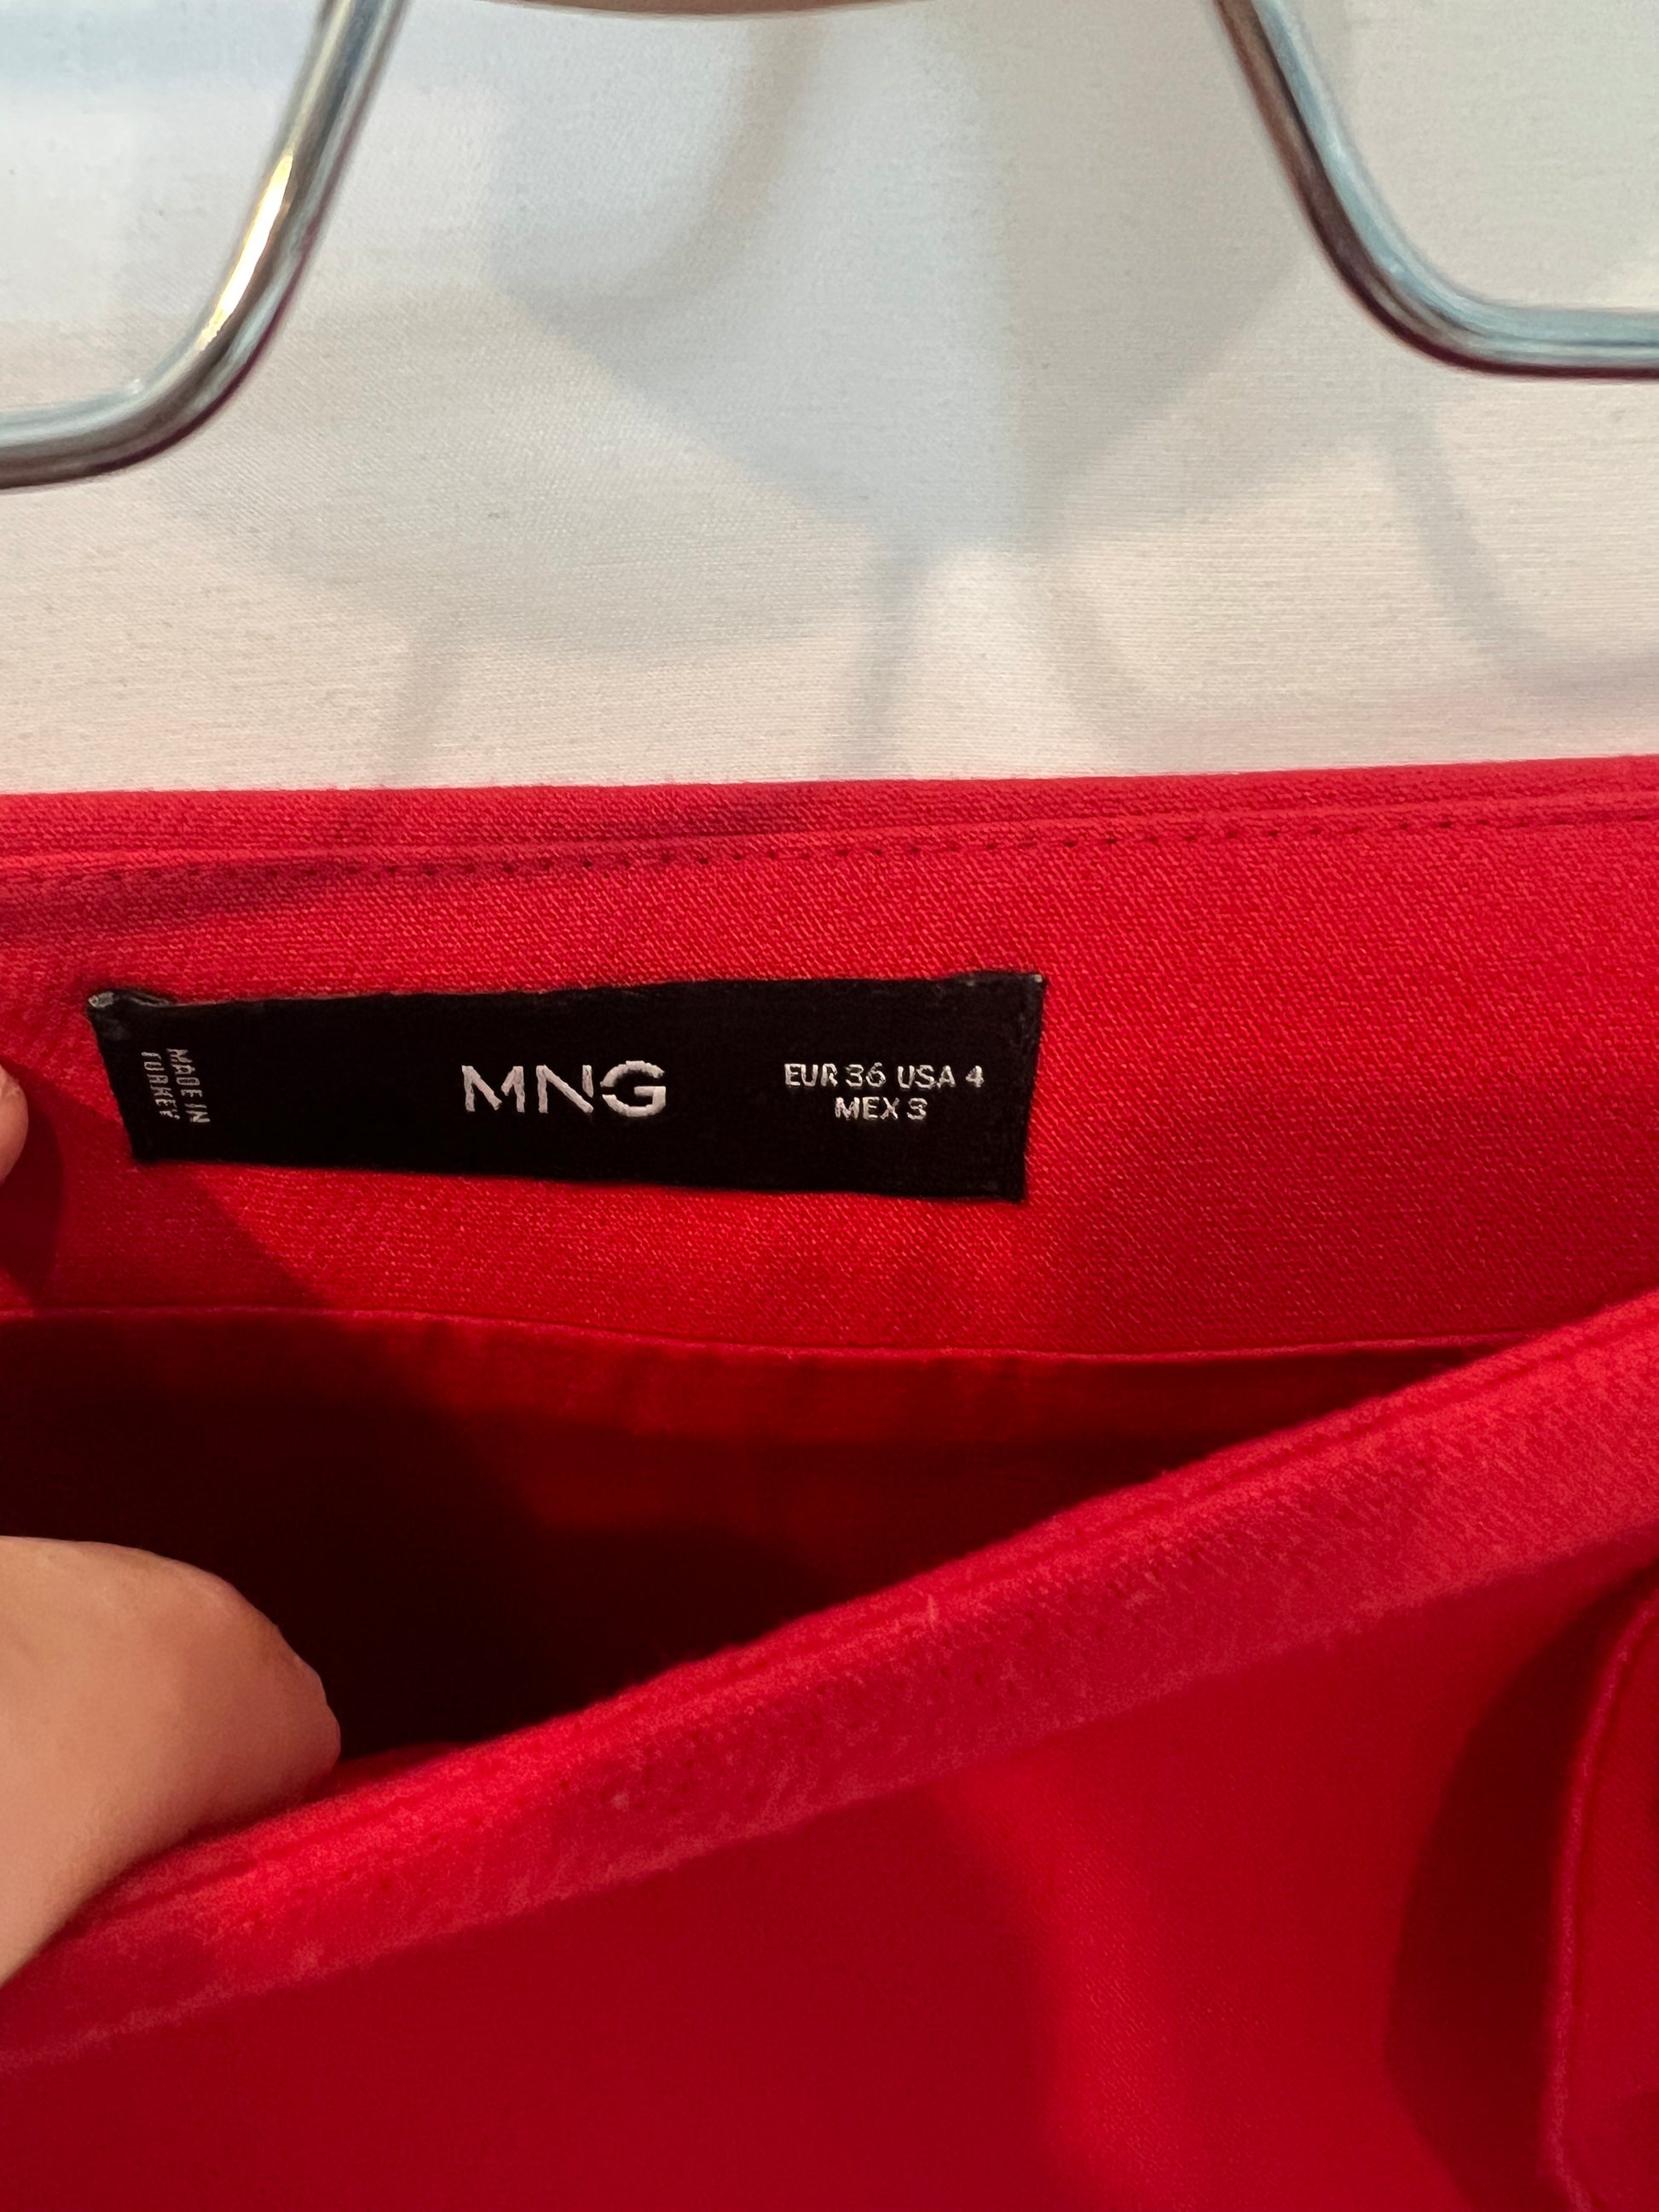 MADE IN
TURKEY
MNG
EUR 36 USA 4
MEX 3